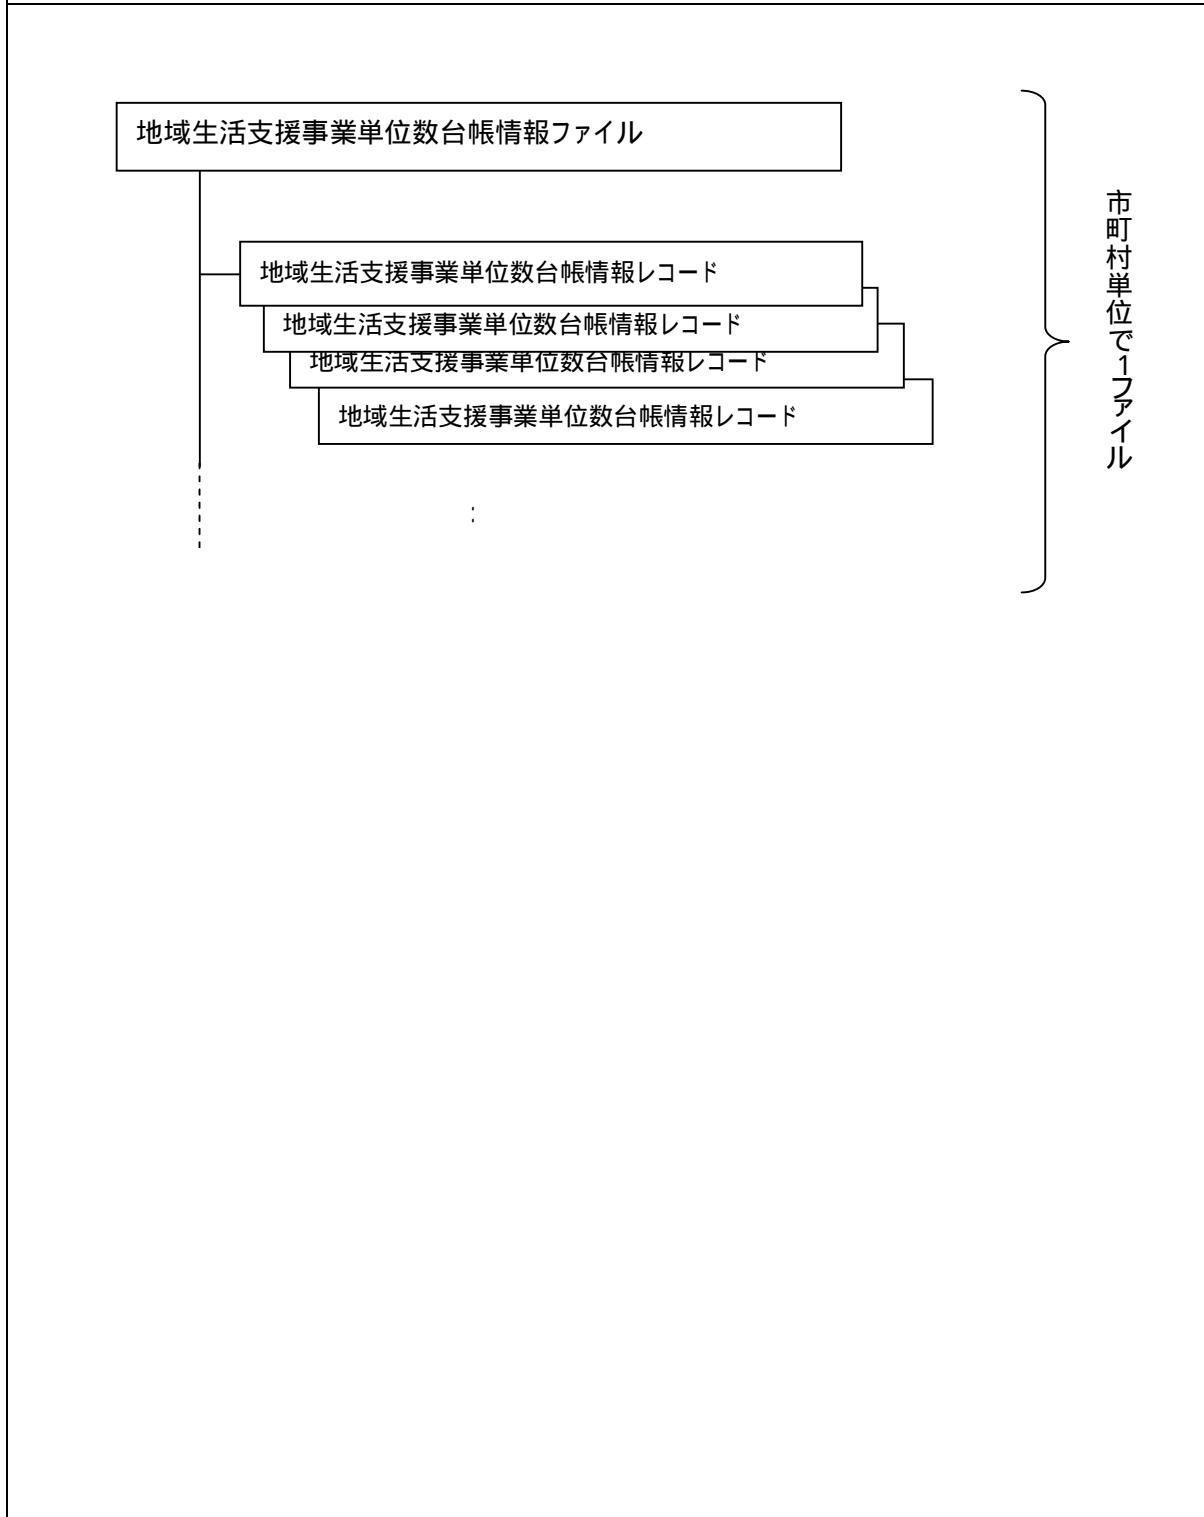 地域生活支援事業単位数台帳情報ファイル
地域生活支援事業単位数台帳情報レコード
地域生活支援事業単位数台帳情報レコード
地域生活支援事業単位数台帳情報レコード
地域生活支援事業単位数台帳情報レコード
:
市町村単位で1ファイル